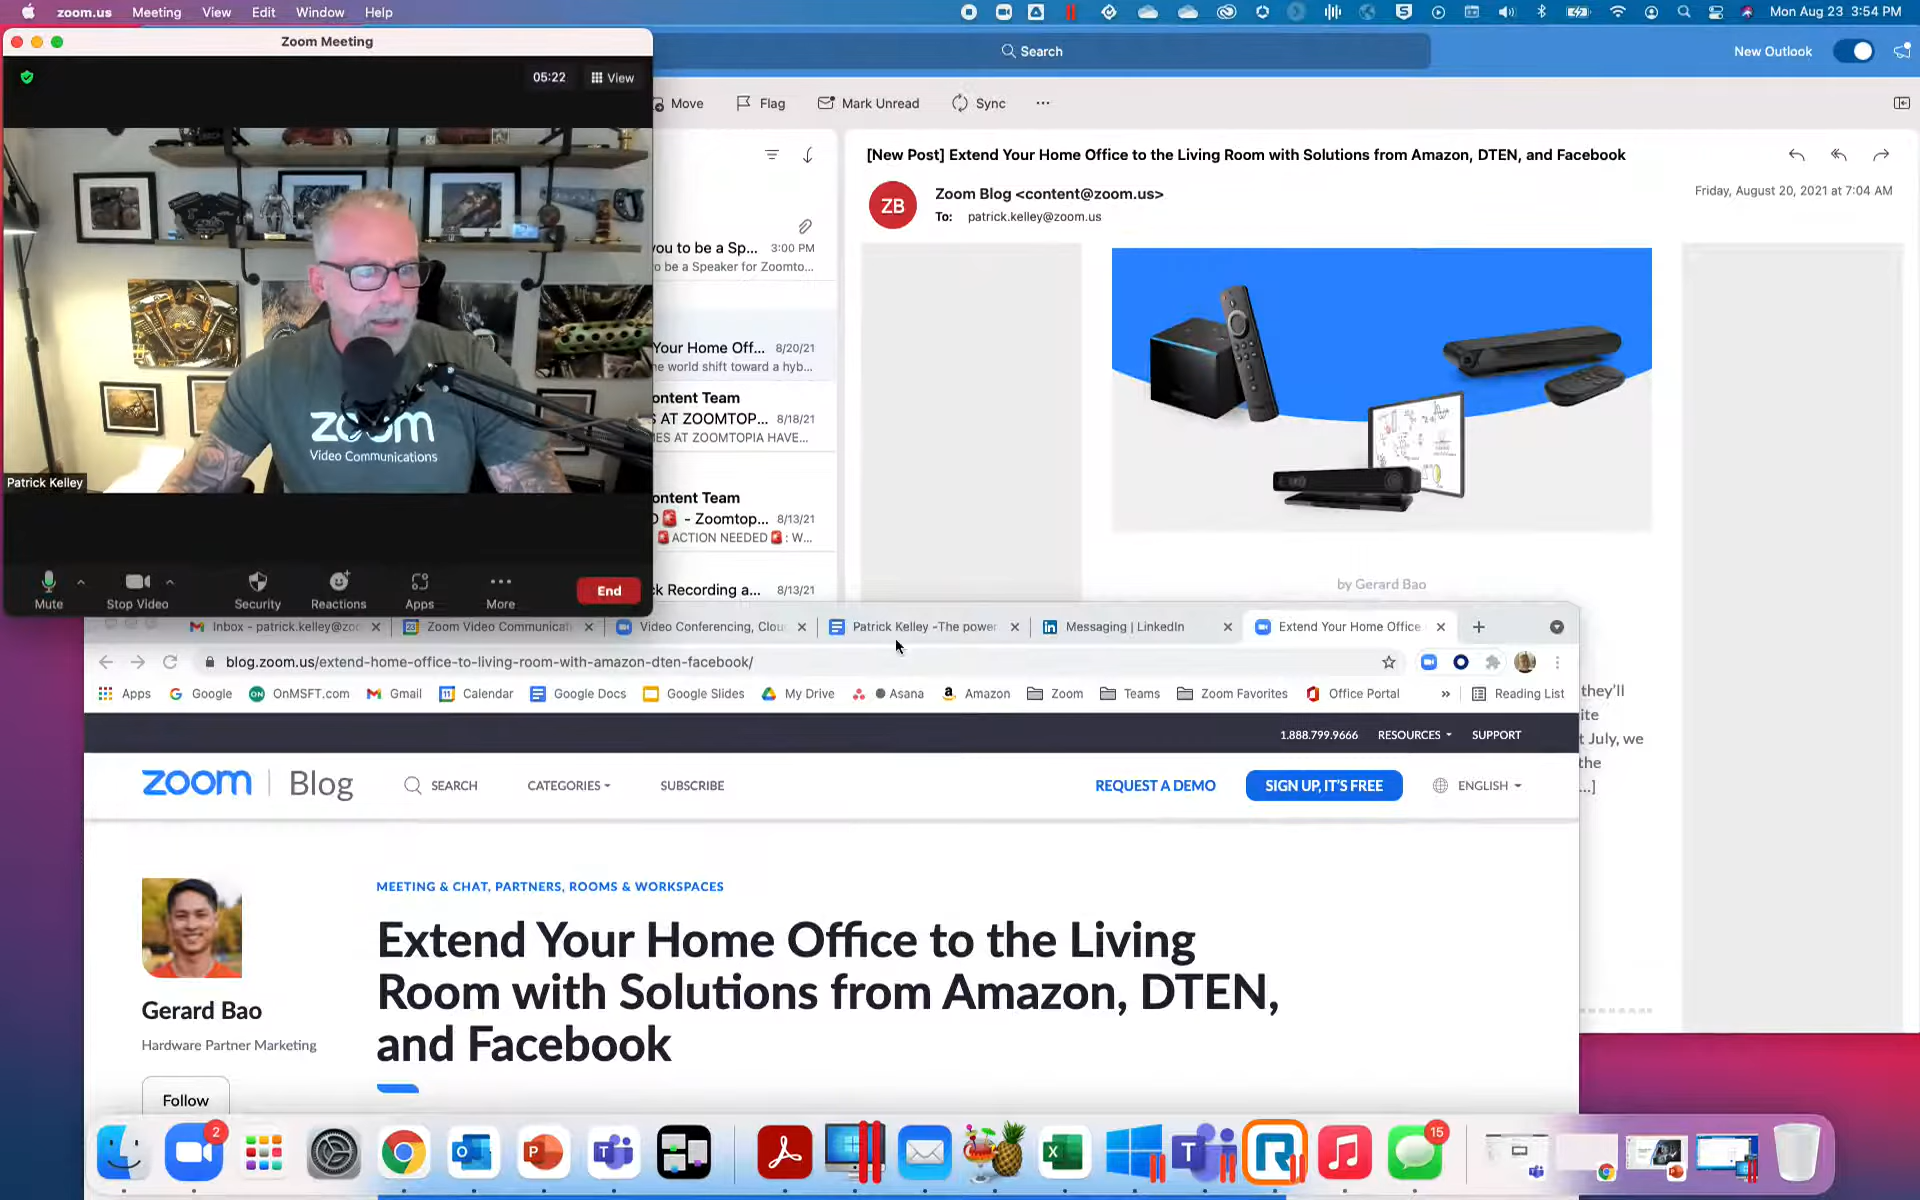 zoom.us Meeting View Edit Window Help
Mon Aug 23 3:54 PM
Zoom Meeting
05:22 View
Search
New Outlook
Move Flag Mark Unread Sync
[New Post] Extend Your Home Office to the Living Room with Solutions from Amazon, DTEN, and Facebook
ZB
Zoom Blog <content@zoom.us>
Friday, August 20, 2021 at 7:04 AM
To: patrick.kelley@zoom.us
you to be a Sp... 3:00 PM
o be a Speaker for Zoomto...
Your Home Off... 8/20/21
ne world shift toward a hyb...
ontent Team
S AT ZOOMTOP... 8/18/21
MES AT ZOOMTOPIA HAVE...
ontent Team
D🚨 - Zoomtop... 8/13/21
🚨ACTION NEEDED🚨: W...
ck Recording a... 8/13/21
zoom
Video Communications
Patrick Kelley
Mute Stop Video Security Reactions Apps More End
by Gerard Bao
they'll
ite
t July, we
the
...]
Inbox - patrick.kelley@zoo Zoom Video Communicat Video Conferencing, Clou Patrick Kelley -The power Messaging | LinkedIn Extend Your Home Office
blog.zoom.us/extend-home-office-to-living-room-with-amazon-dten-facebook/
Apps Google OnMSFT.com Gmail Calendar Google Docs Google Slides My Drive Asana Amazon Zoom Teams Zoom Favorites Office Portal » Reading List
1.888.799.9666 RESOURCES SUPPORT
zoom Blog SEARCH CATEGORIES SUBSCRIBE REQUEST A DEMO SIGN UP, IT'S FREE ENGLISH
MEETING & CHAT, PARTNERS, ROOMS & WORKSPACES
Extend Your Home Office to the Living
Room with Solutions from Amazon, DTEN,
and Facebook
Gerard Bao
Hardware Partner Marketing
Follow
2
15